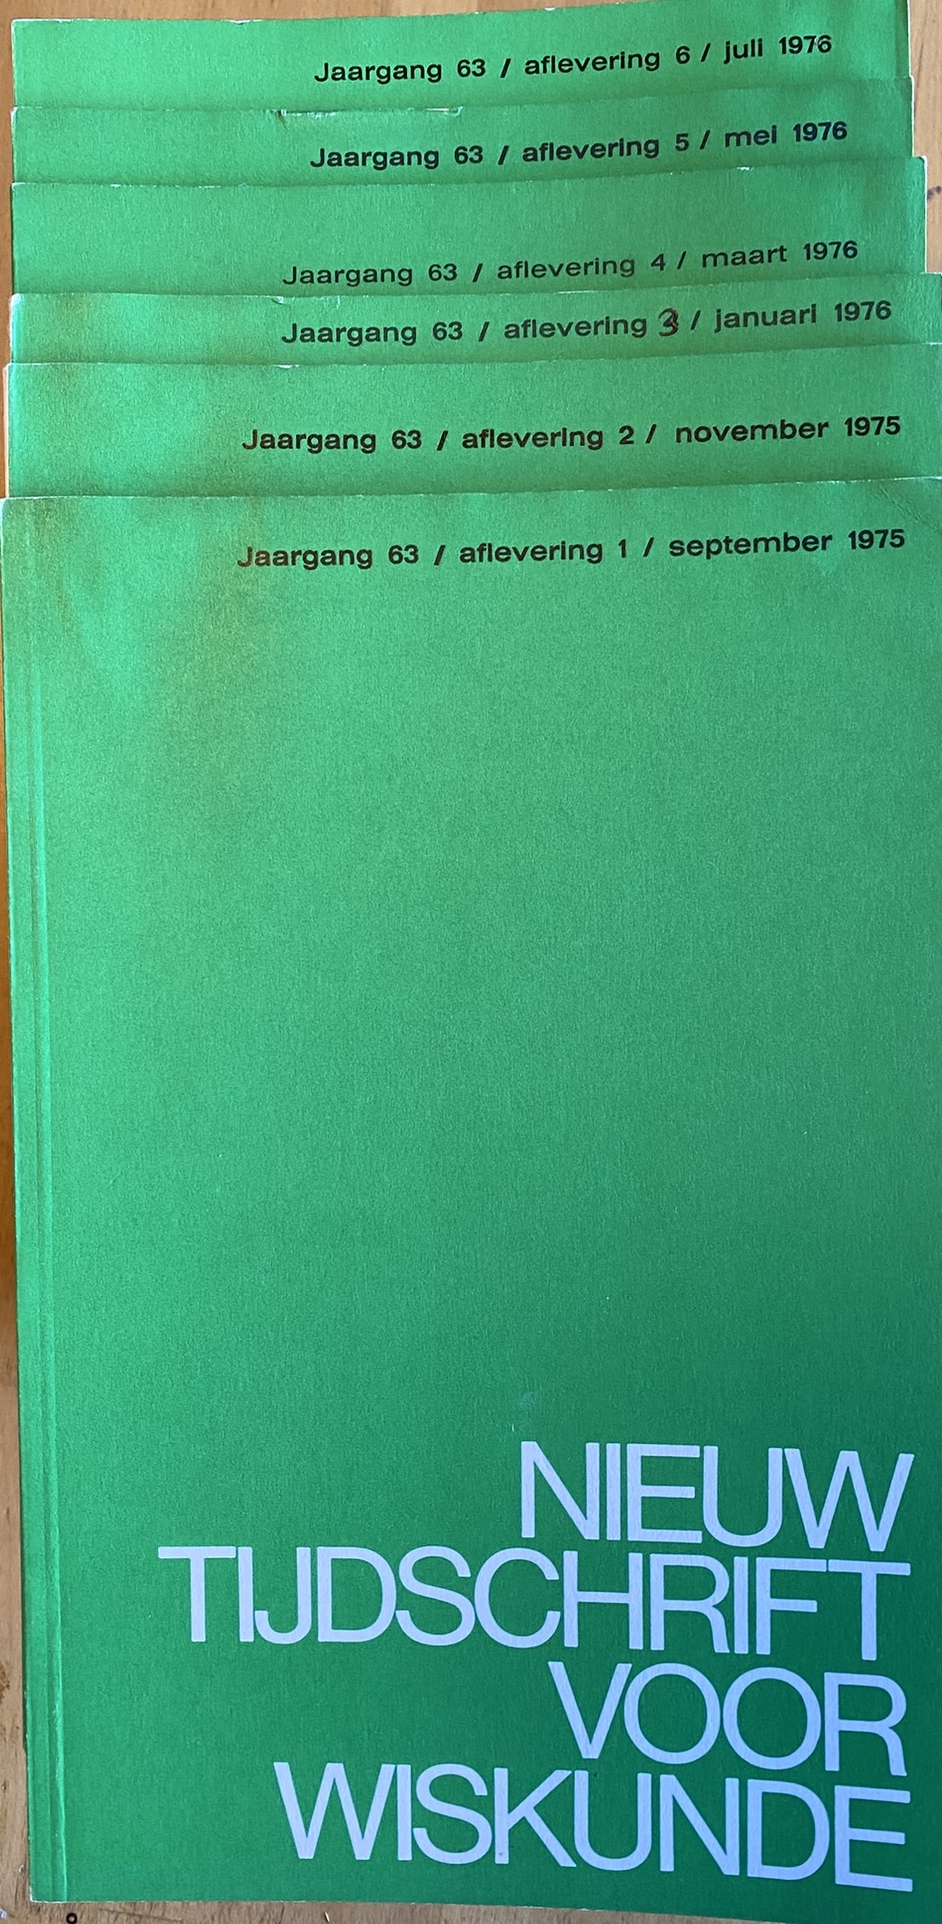 Jaargang 63 / aflevering 6 / juli 1976
Jaargang 63 / aflevering 5 / mei 1976
Jaargang 63 / aflevering 4 / maart 1976
Jaargang 63 / aflevering 3 / januari 1976
Jaargang 63 / aflevering 2 / november 1975
Jaargang 63 / aflevering 1 / september 1975
NIEUW
TIJDSCHRIFT
VOOR
WISKUNDE